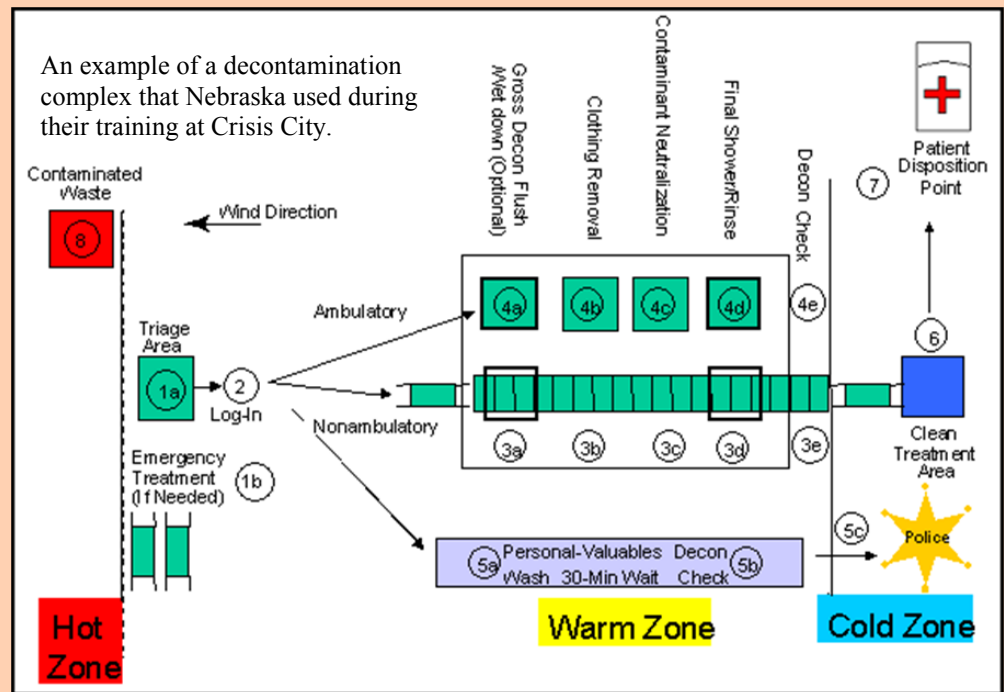 An example of a decontamination
complex that Nebraska used during
their training at Crisis City.
Contaminated
Waste
8
Wind Direction
Gross Decon Flush
/Wet down (Optional)
Clothing Removal
Contaminant Neutralization
Final Shower/Rinse
Decon Check
Patient
Disposition
Point
7
Triage
Area
1a
2
Log-In
Ambulatory
Nonambulatory
4a
4b
4c
4d
4e
3a
3b
3c
3d
3e
6
Clean
Treatment
Area
Emergency
Treatment
(If Needed)
1b
5a Personal-Valuables Decon 5b
Wash 30-Min Wait Check
5c
Police
Hot
Zone
Warm Zone
Cold Zone